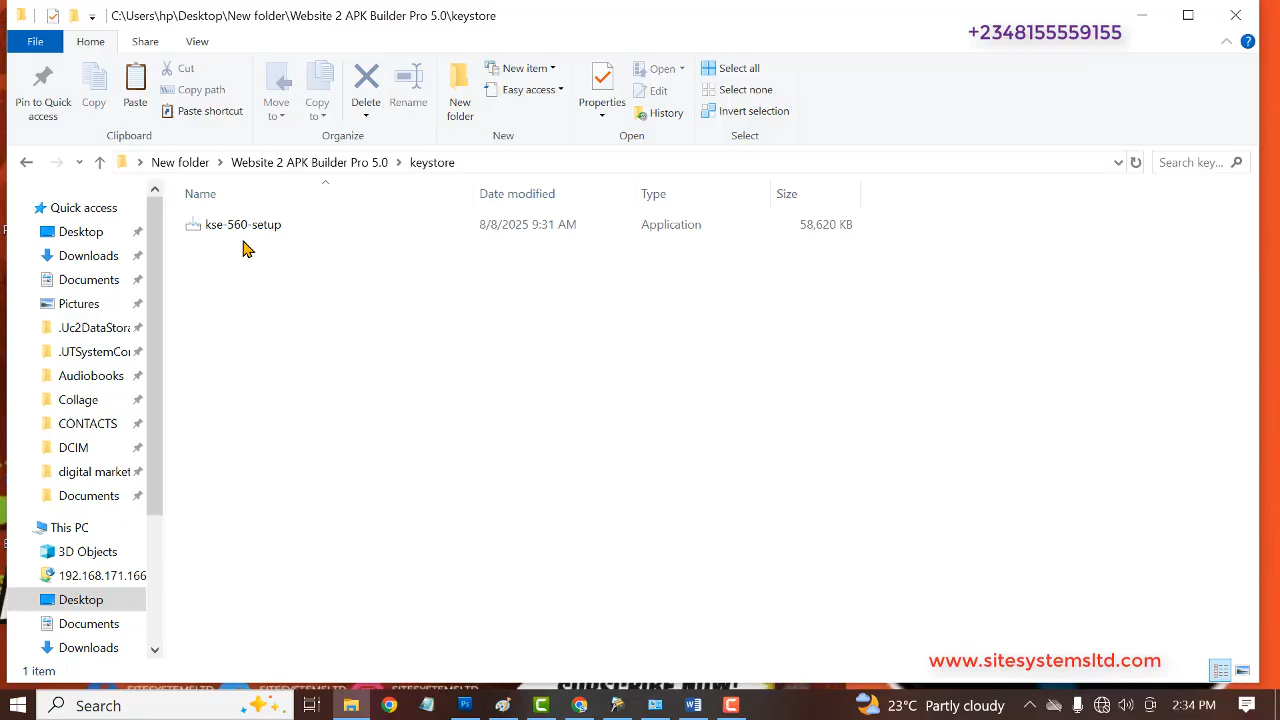 C:\Users\hp\Desktop\New folder\Website 2 APK Builder Pro 5.0\keystore
+2348155559155
File Home Share View
Pin to Quick access
Copy
Paste
Cut
Copy path
Paste shortcut
Clipboard
Move to
Copy to
Delete
Rename
Organize
New folder
New item
Easy access
New
Properties
Open
Edit
History
Open
Select all
Select none
Invert selection
Select
New folder > Website 2 APK Builder Pro 5.0 > keystore
Search key...
Name Date modified Type Size
kse-560-setup 8/8/2025 9:31 AM Application 58,620 KB
Quick access
Desktop
Downloads
Documents
Pictures
.Uc2DataStora
.UTSystemCo
Audiobooks
Collage
CONTACTS
DCIM
digital market
Documents
This PC
3D Objects
192.168.171.166
Desktop
Documents
Downloads
1 item
www.sitesystemsltd.com
SITESYSTEMSLTD SITESYSTEMSLTD SITESYSTEMSLTD
Search
23°C Partly cloudy
2:34 PM